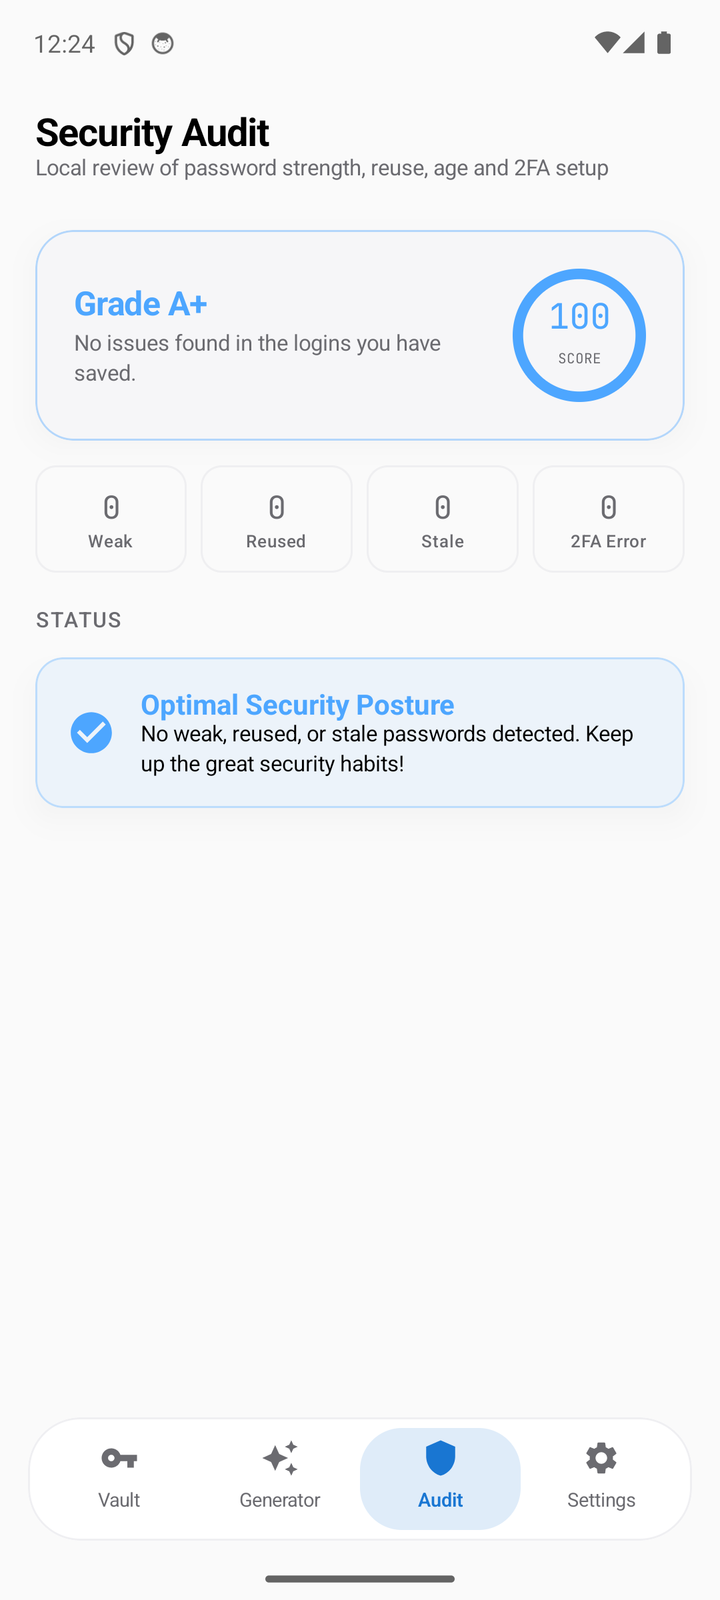 12:24
Security Audit
Local review of password strength, reuse, age and 2FA setup
Grade A+
No issues found in the logins you have
saved.
100
SCORE
0
Weak
0
Reused
0
Stale
0
2FA Error
STATUS
Optimal Security Posture
No weak, reused, or stale passwords detected. Keep
up the great security habits!
Vault
Generator
Audit
Settings